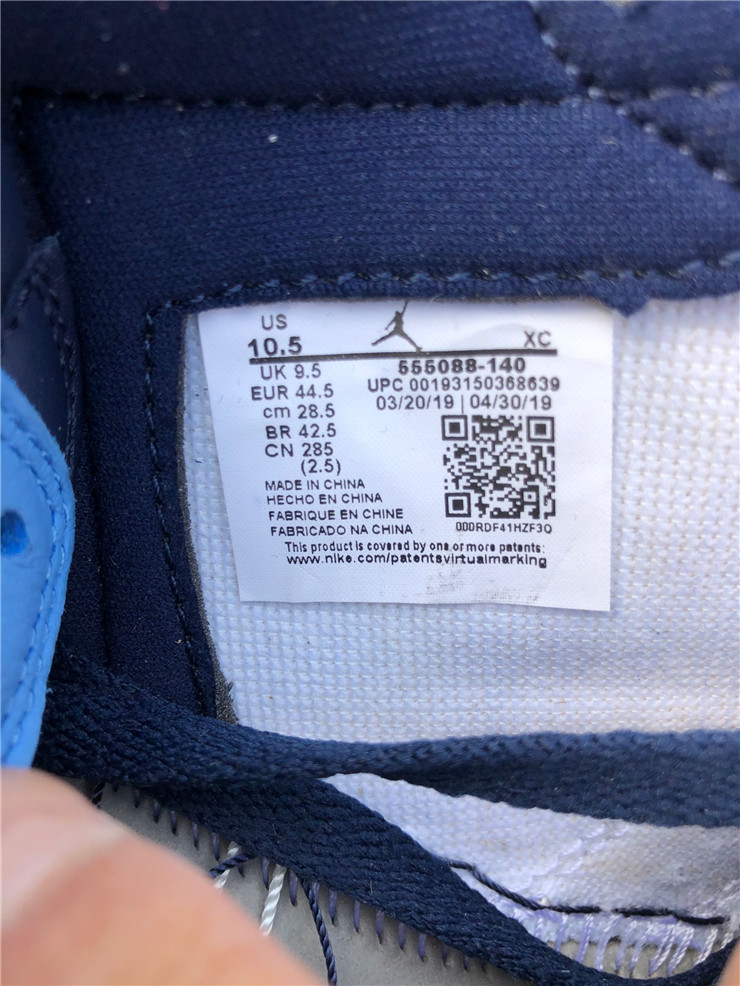 US
10.5
XC
UK 9.5
555088-140
EUR 44.5
UPC 00193150368639
cm 28.5
03/20/19 | 04/30/19
BR 42.5
CN 285
(2.5)
MADE IN CHINA
HECHO EN CHINA
FABRIQUE EN CHINE
FABRICADO NA CHINA
000RDF41HZF3Q
This product is covered by one or more patents:
www.nike.com/patentsvirtualmarking